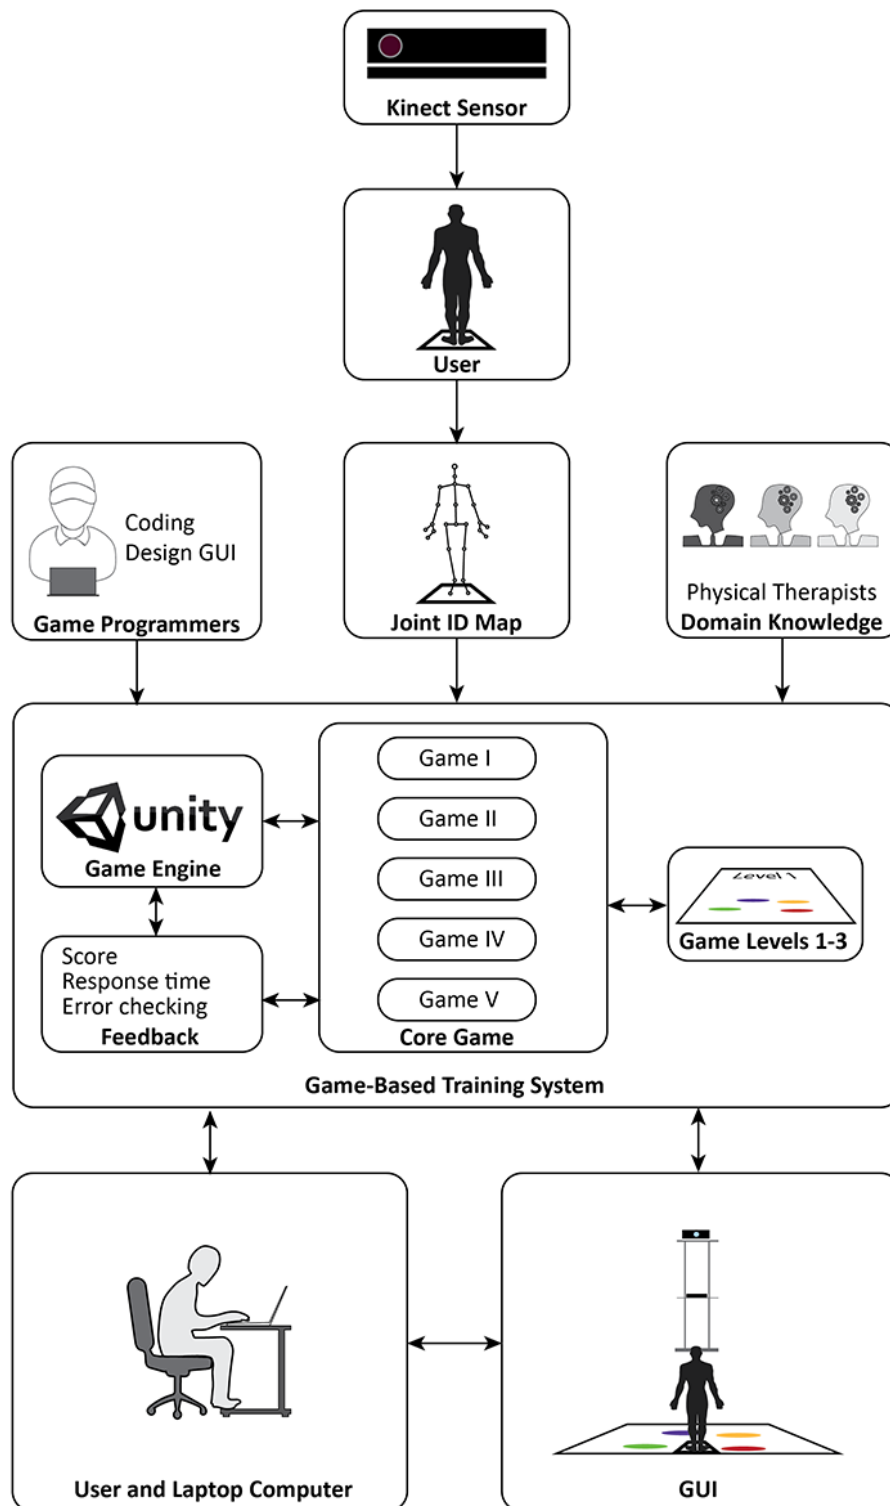 Kinect Sensor
User
Coding
Design GUI
Game Programmers
Joint ID Map
Physical Therapists
Domain Knowledge
unity
Game Engine
Score
Response time
Error checking
Feedback
Game I
Game II
Game III
Game IV
Game V
Core Game
Level 1
Game Levels 1-3
Game-Based Training System
User and Laptop Computer
GUI